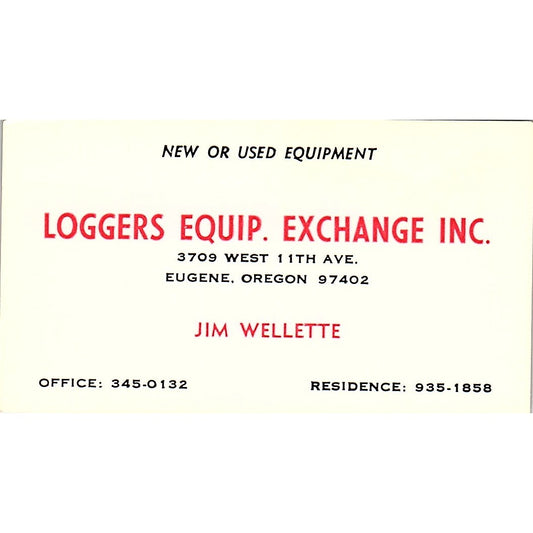 NEW OR USED EQUIPMENT
LOGGERS EQUIP. EXCHANGE INC.
3709 WEST 11TH AVE.
EUGENE, OREGON 97402
JIM WELLETTE
OFFICE: 345-0132 RESIDENCE: 935-1858